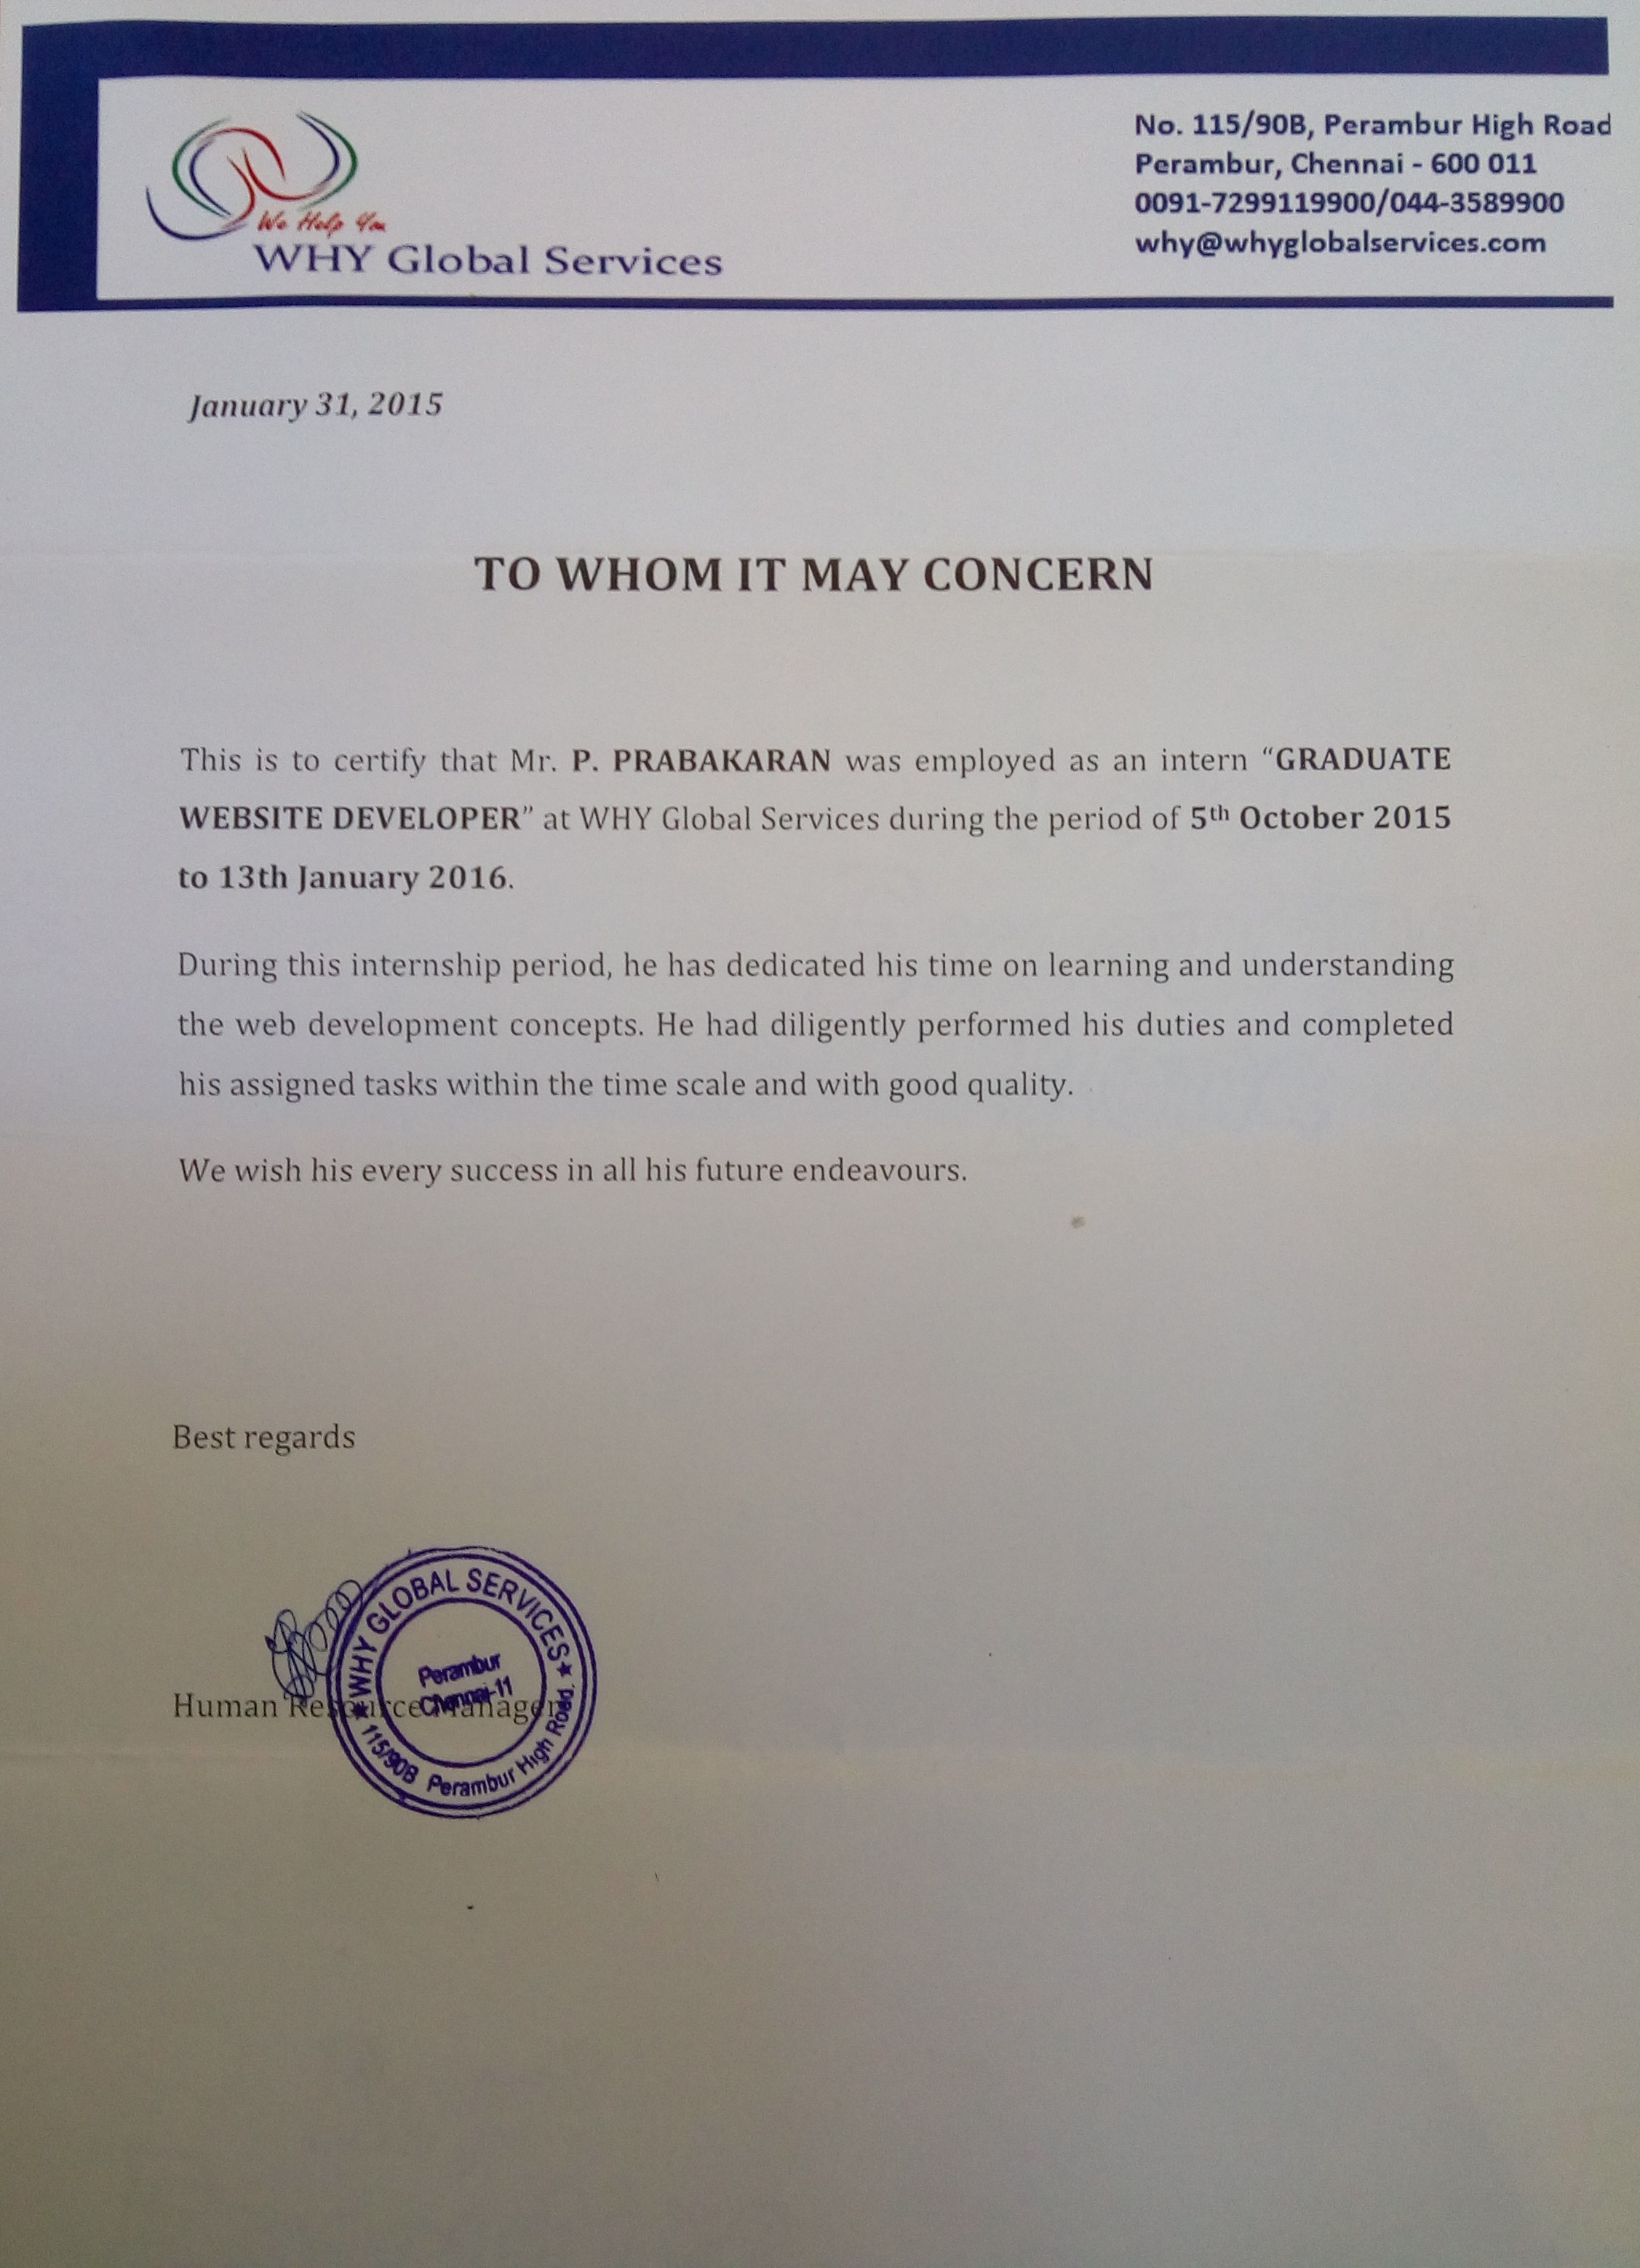 No. 115/90B, Perambur High Road
Perambur, Chennai - 600 011
0091-7299119900/044-3589900
why@whyglobalservices.com
We Help You
WHY Global Services
January 31, 2015
TO WHOM IT MAY CONCERN
This is to certify that Mr. P. PRABAKARAN was employed as an intern “GRADUATE
WEBSITE DEVELOPER” at WHY Global Services during the period of 5th October 2015
to 13th January 2016.
During this internship period, he has dedicated his time on learning and understanding
the web development concepts. He had diligently performed his duties and completed
his assigned tasks within the time scale and with good quality.
We wish his every success in all his future endeavours.
Best regards
Human Resource Manager
★ WHY GLOBAL SERVICES ★
115/90B Perambur High Road.
Perambur
Chennai-11